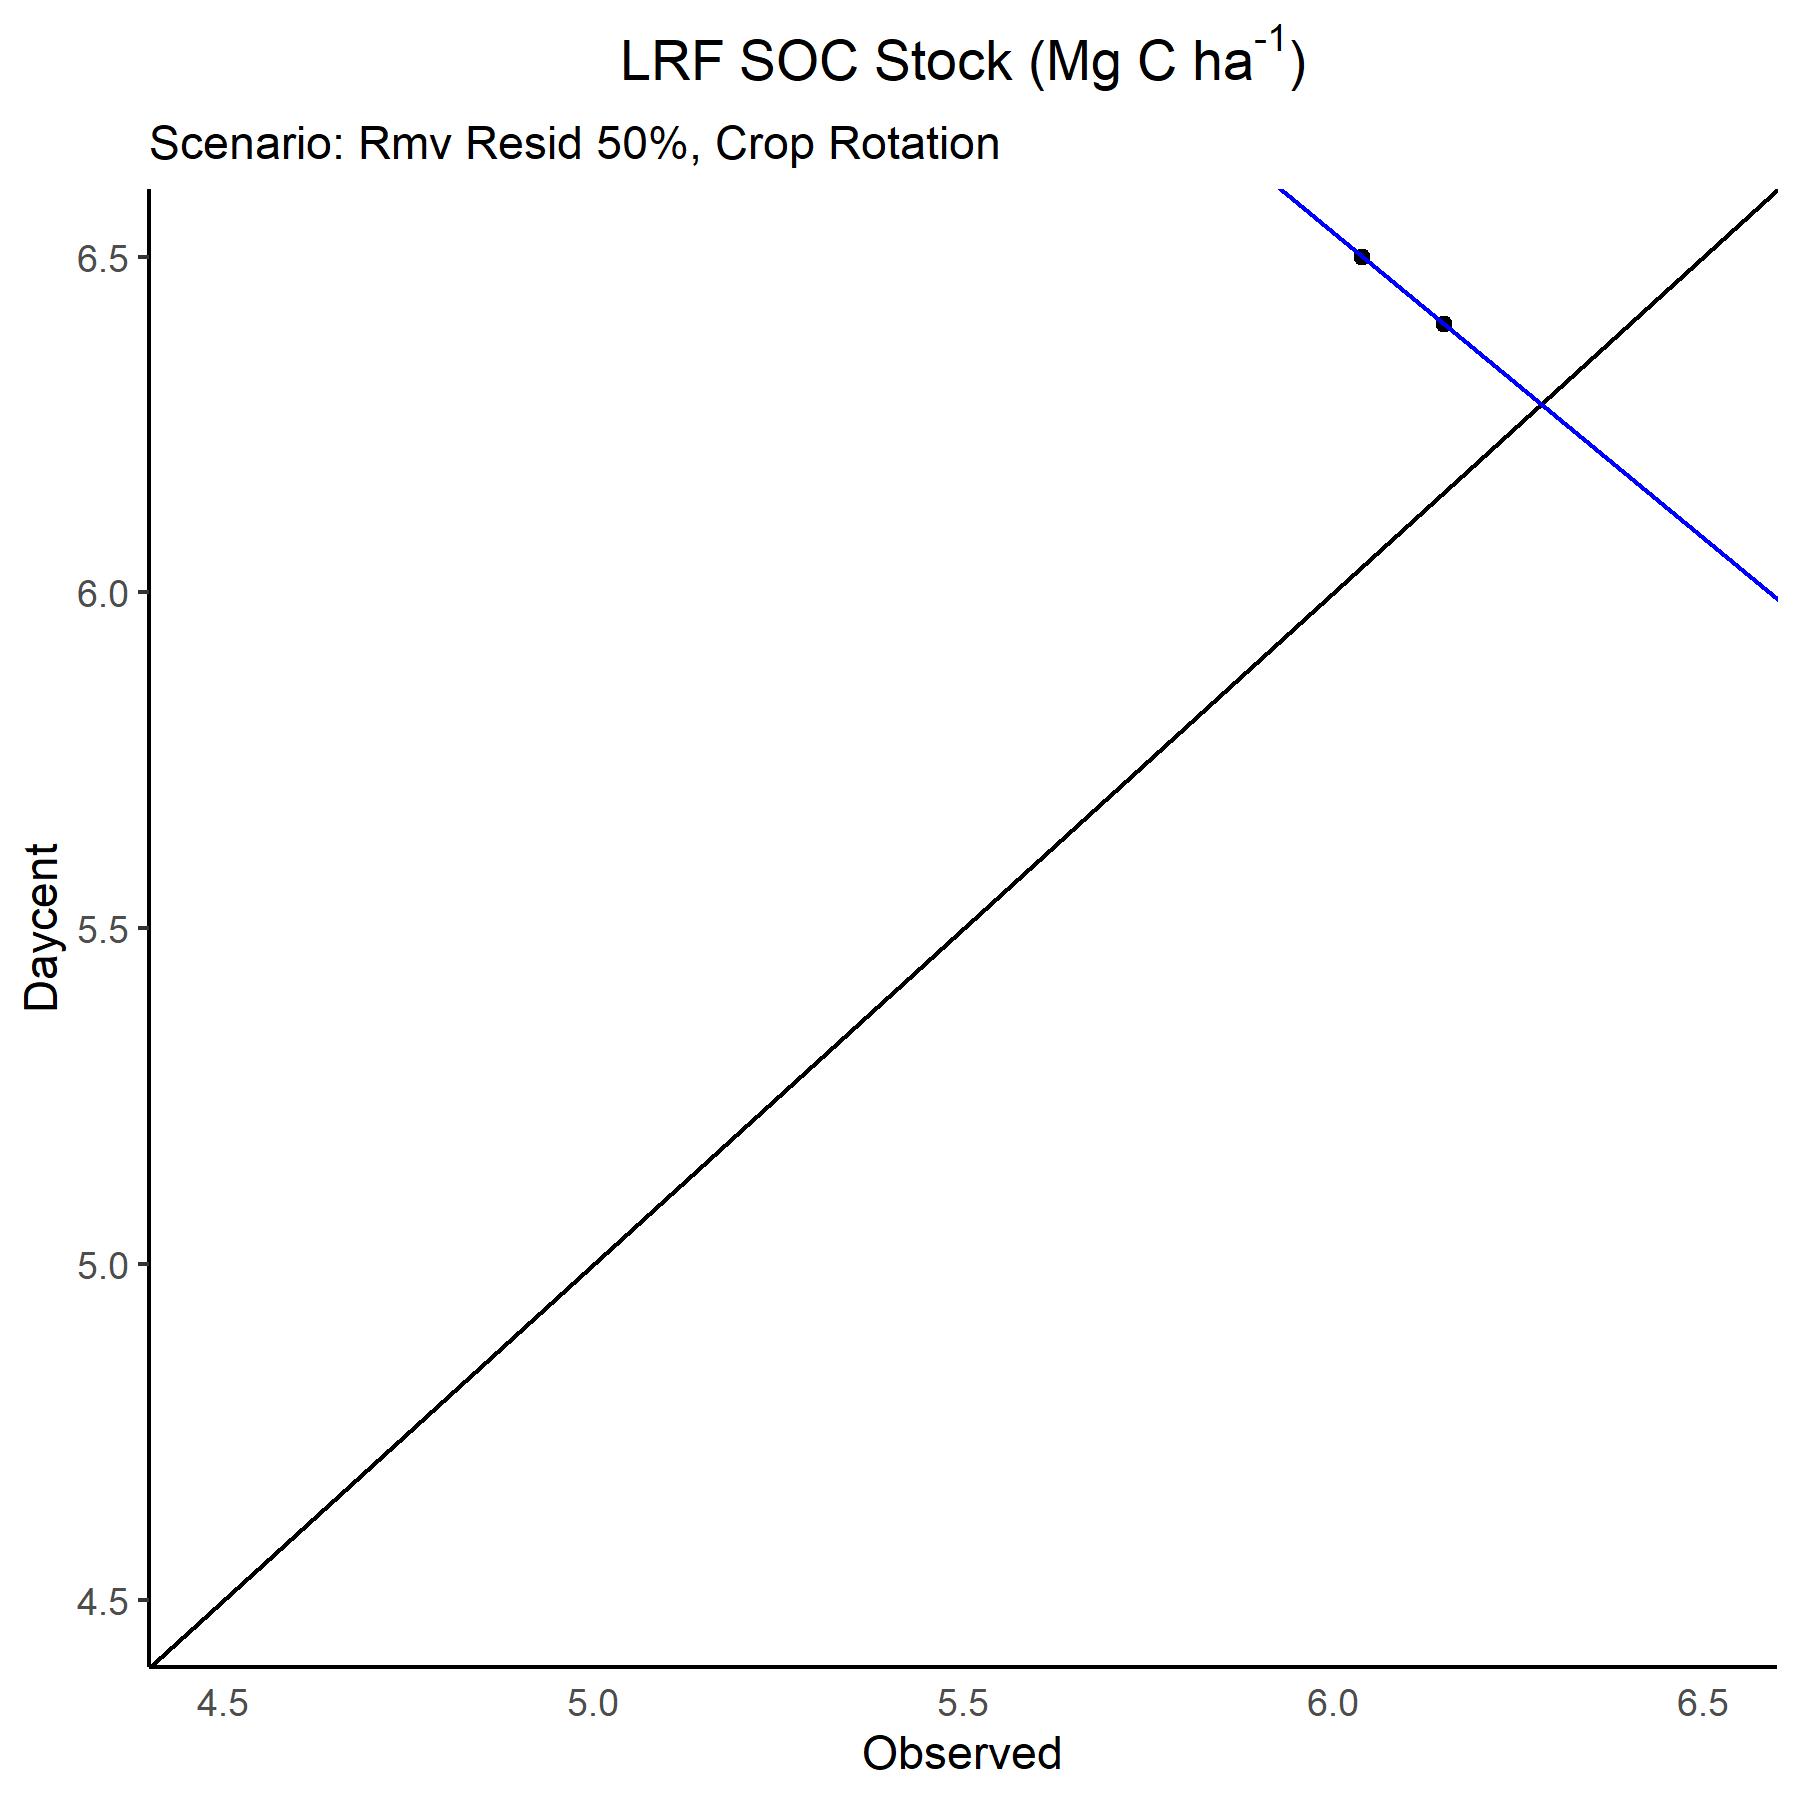 LRF SOC Stock (Mg C ha⁻¹)
Scenario: Rmv Resid 50%, Crop Rotation
Daycent
6.5
6.0
5.5
5.0
4.5
4.5 5.0 5.5 6.0 6.5
Observed